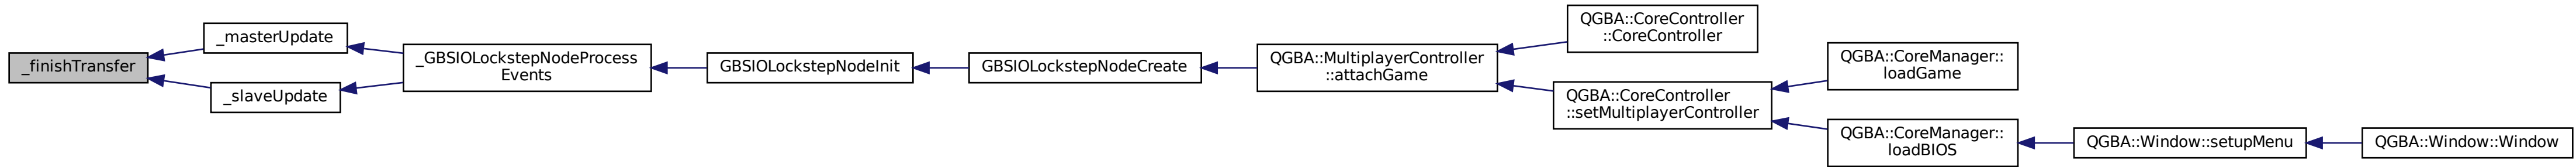 _finishTransfer
_masterUpdate
_slaveUpdate
_GBSIOLockstepNodeProcess
Events
GBSIOLockstepNodeInit
GBSIOLockstepNodeCreate
QGBA::MultiplayerController
::attachGame
QGBA::CoreController
::CoreController
QGBA::CoreController
::setMultiplayerController
QGBA::CoreManager::
loadGame
QGBA::CoreManager::
loadBIOS
QGBA::Window::setupMenu
QGBA::Window::Window